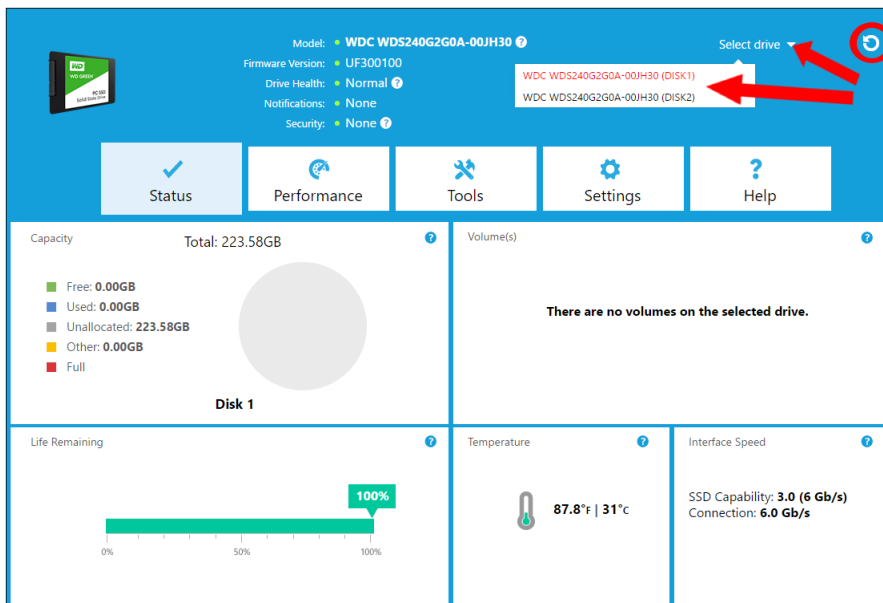 Model: WDC WDS240G2G0A-00JH30 ?
Firmware Version: UF300100
Drive Health: Normal ?
Notifications: None
Security: None ?
Select drive
WDC WDS240G2G0A-00JH30 (DISK1)
WDC WDS240G2G0A-00JH30 (DISK2)
WD
WD GREEN
PC SSD
Solid State Drive
Status
Performance
Tools
Settings
? Help
Capacity
Total: 223.58GB
?
Free: 0.00GB
Used: 0.00GB
Unallocated: 223.58GB
Other: 0.00GB
Full
Disk 1
Volume(s)
?
There are no volumes on the selected drive.
Life Remaining
?
100%
0%
50%
100%
Temperature
?
87.8°F | 31°C
Interface Speed
?
SSD Capability: 3.0 (6 Gb/s)
Connection: 6.0 Gb/s